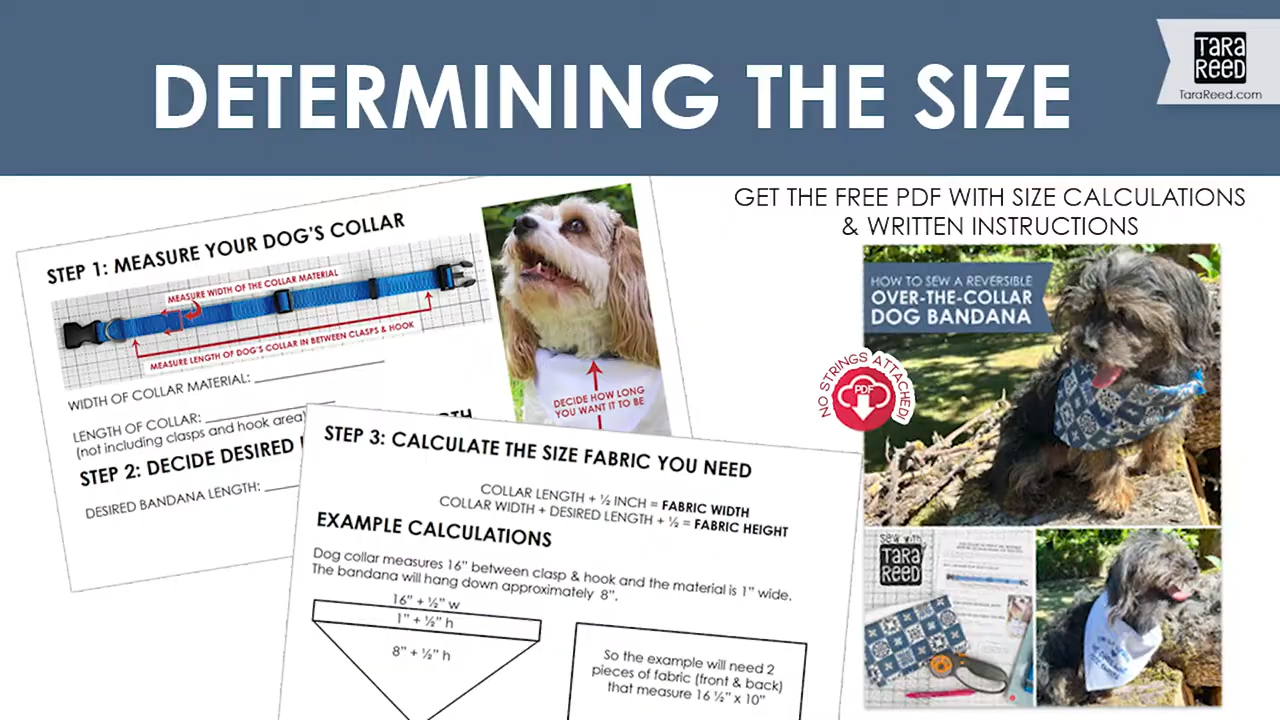 DETERMINING THE SIZE
TARA
REED
TaraReed.com
GET THE FREE PDF WITH SIZE CALCULATIONS
& WRITTEN INSTRUCTIONS
STEP 1: MEASURE YOUR DOG'S COLLAR
MEASURE WIDTH OF THE COLLAR MATERIAL
MEASURE LENGTH OF DOG'S COLLAR IN BETWEEN CLASPS & HOOK
WIDTH OF COLLAR MATERIAL:
LENGTH OF COLLAR:
(not including clasps and hook area)
STEP 2: DECIDE DESIRED
DESIRED BANDANA LENGTH:
DECIDE HOW LONG
YOU WANT IT TO BE
STEP 3: CALCULATE THE SIZE FABRIC YOU NEED
COLLAR LENGTH + ½ INCH = FABRIC WIDTH
COLLAR WIDTH + DESIRED LENGTH + ½ = FABRIC HEIGHT
EXAMPLE CALCULATIONS
Dog collar measures 16" between clasp & hook and the material is 1" wide.
The bandana will hang down approximately 8".
16" + ½" w
1" + ½" h
8" + ½" h
So the example will need 2
pieces of fabric (front & back)
that measure 16 ½" x 10"
NO STRINGS ATTACHED!
PDF
HOW TO SEW A REVERSIBLE
OVER-THE-COLLAR
DOG BANDANA
sew with
TARA
REED